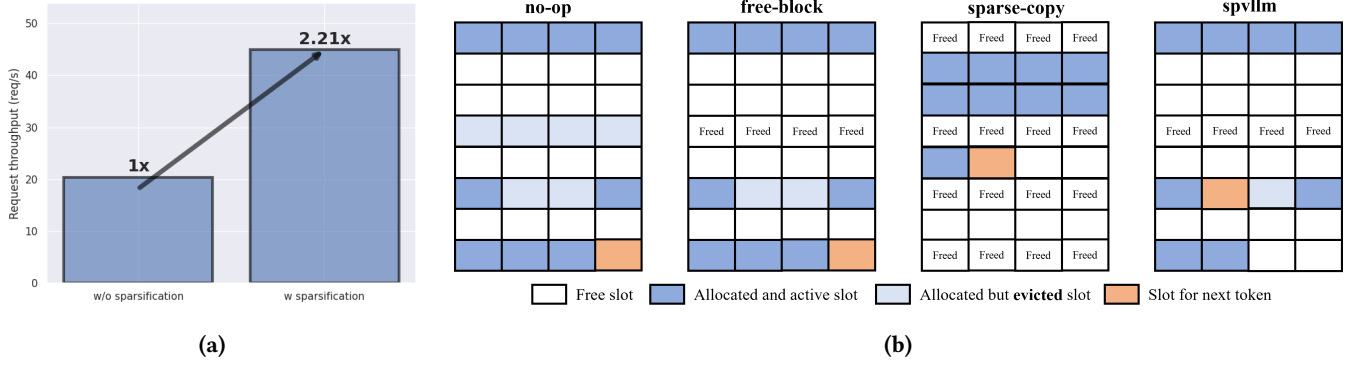 50
40
30
20
10
0
Request throughput (req/s)
1x
2.21x
w/o sparsification
w sparsification
(a)
no-op
free-block
sparse-copy
spvllm
Freed Freed Freed Freed
Freed Freed Freed Freed
Freed Freed Freed Freed
Freed Freed Freed Freed
Freed Freed Freed Freed
Freed Freed Freed Freed
Free slot
Allocated and active slot
Allocated but evicted slot
Slot for next token
(b)